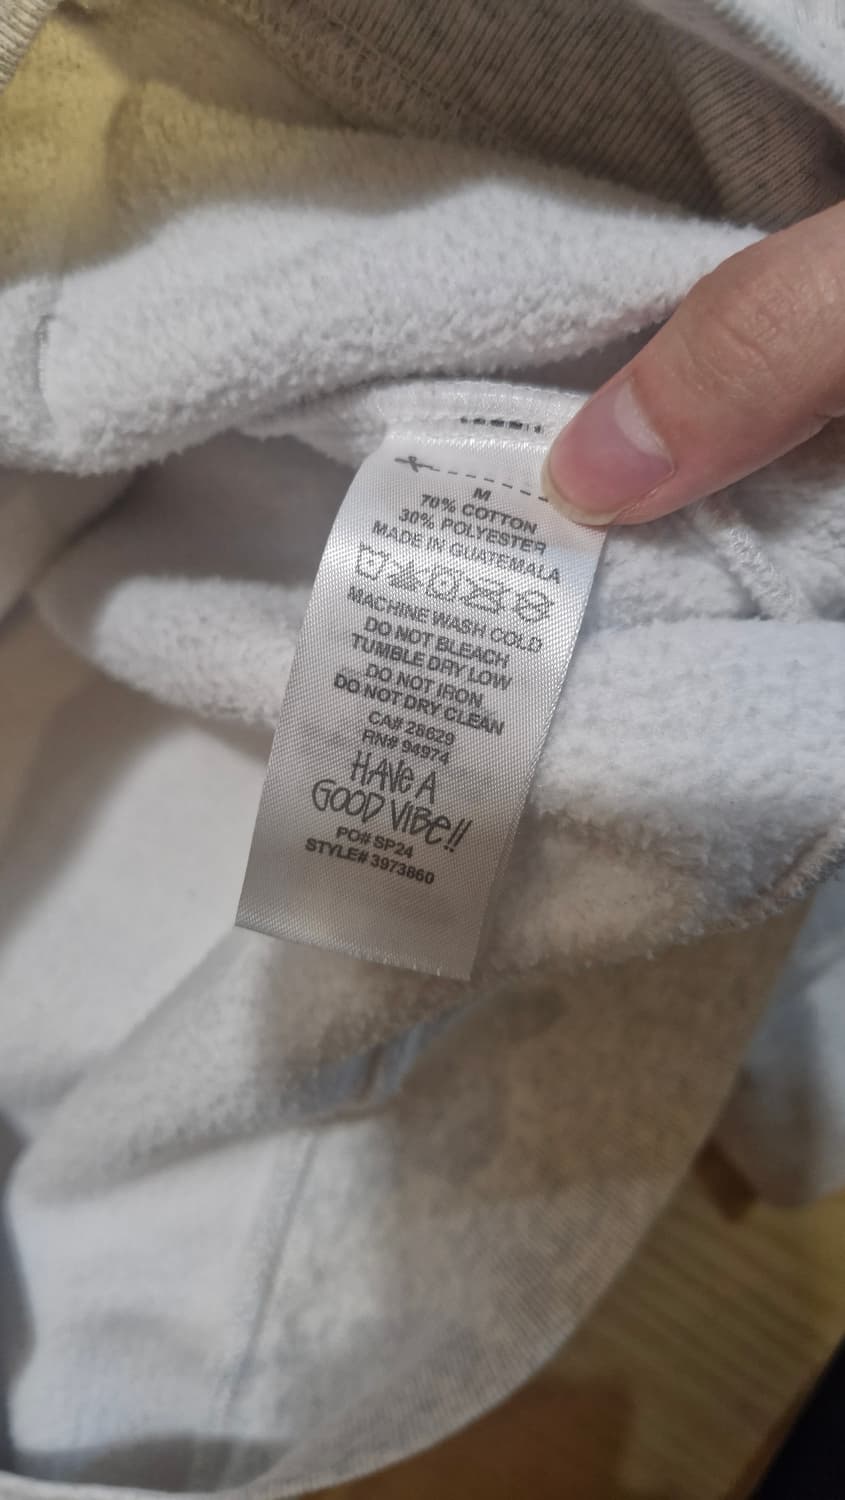 M
70% COTTON
30% POLYESTER
MADE IN GUATEMALA
MACHINE WASH COLD
DO NOT BLEACH
TUMBLE DRY LOW
DO NOT IRON
DO NOT DRY CLEAN
CA# 28629
RN# 94974
HAVE A
GOOD VIBE!!
PO# SP24
STYLE# 3973860